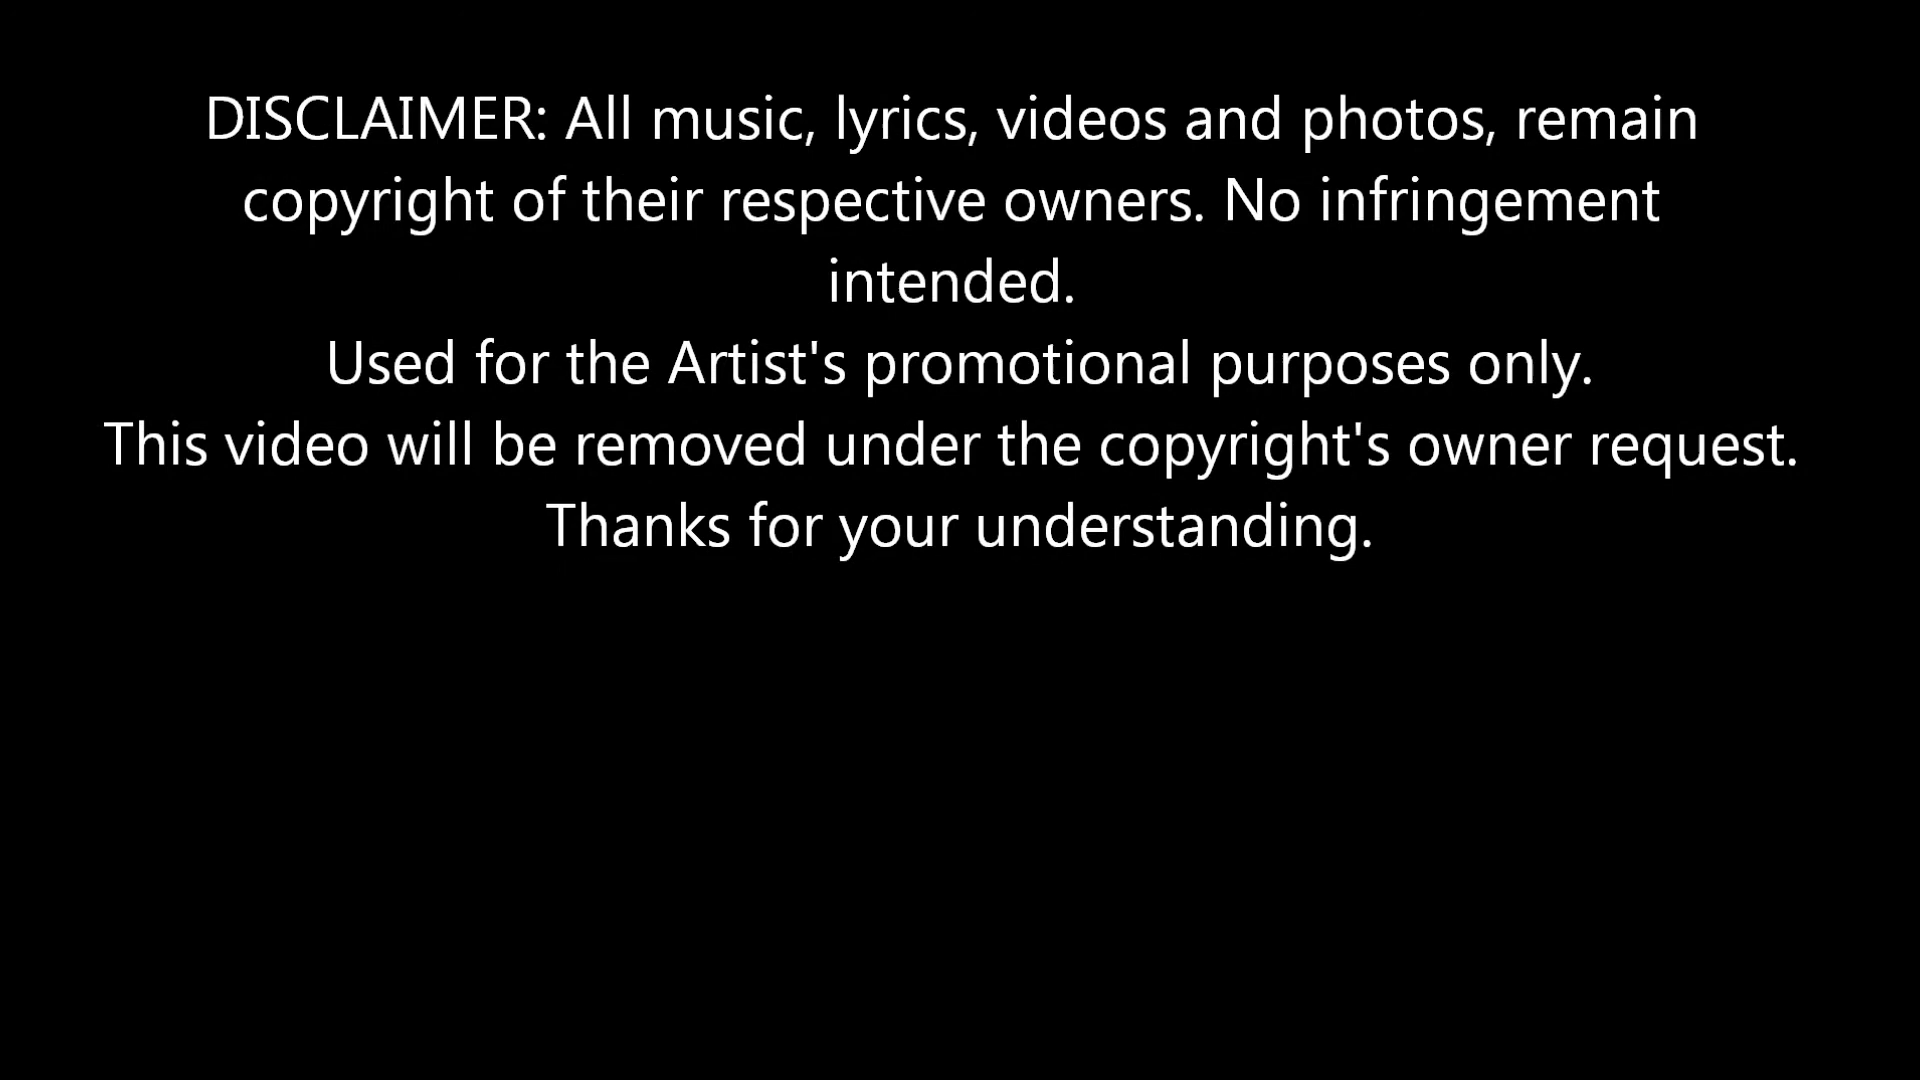 DISCLAIMER: All music, lyrics, videos and photos, remain
copyright of their respective owners. No infringement
intended.
Used for the Artist's promotional purposes only.
This video will be removed under the copyright's owner request.
Thanks for your understanding.